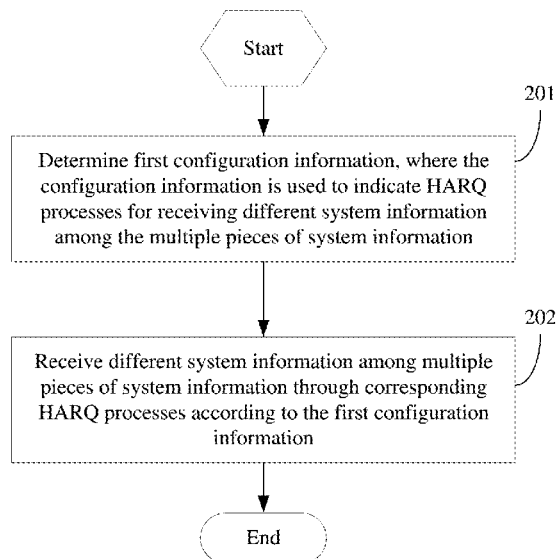 Start
201
Determine first configuration information, where the
configuration information is used to indicate HARQ
processes for receiving different system information
among the multiple pieces of system information
202
Receive different system information among multiple
pieces of system information through corresponding
HARQ processes according to the first configuration
information
End